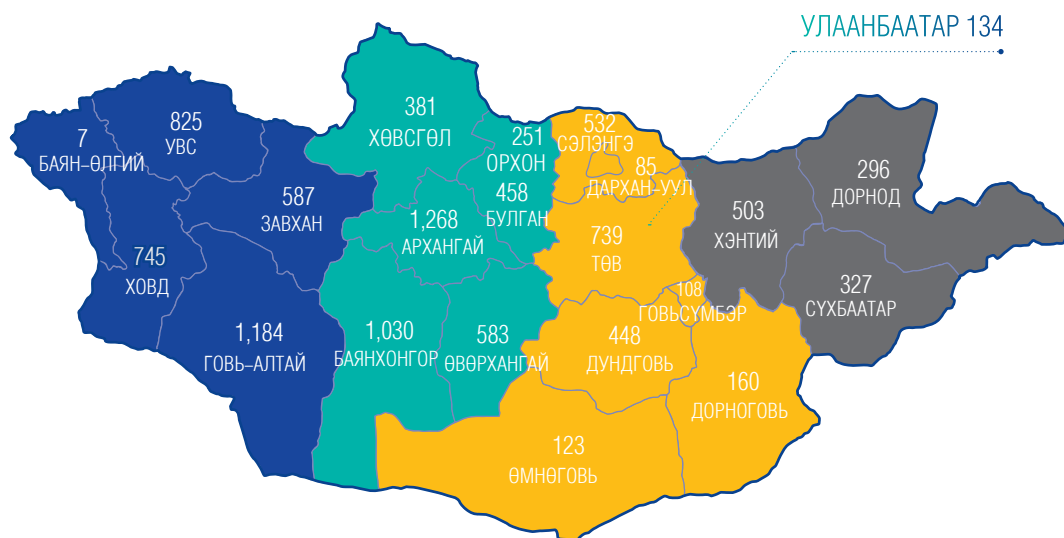 УЛААНБААТАР 134
7
БАЯН-ӨЛГИЙ
825
УВС
587
ЗАВХАН
745
ХОВД
1,184
ГОВЬ-АЛТАЙ
381
ХӨВСГӨЛ
251
ОРХОН
458
БУЛГАН
1,268
АРХАНГАЙ
1,030
БАЯНХОНГОР
583
ӨВӨРХАНГАЙ
532
СЭЛЭНГЭ
85
ДАРХАН-УУЛ
739
ТӨВ
108
ГОВЬСҮМБЭР
448
ДУНДГОВЬ
160
ДОРНОГОВЬ
123
ӨМНӨГОВЬ
503
ХЭНТИЙ
296
ДОРНОД
327
СҮХБААТАР